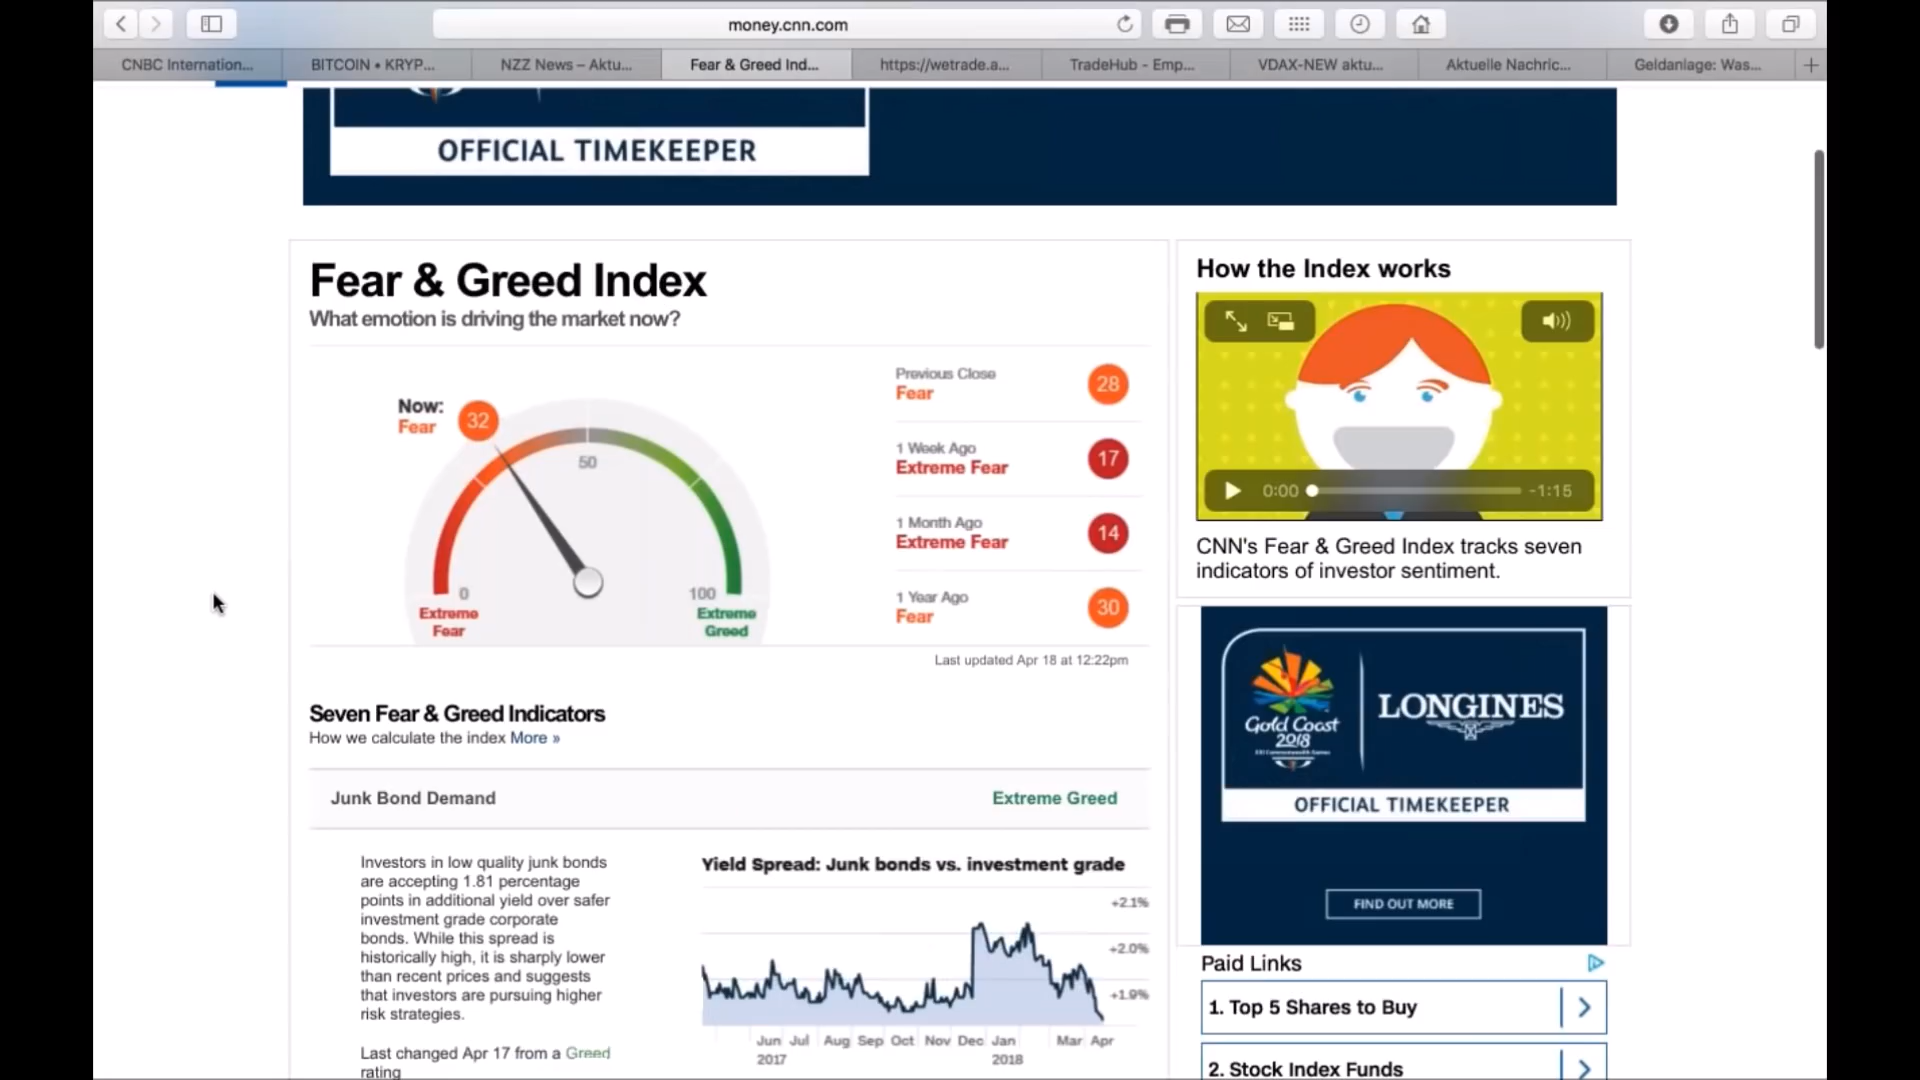 money.cnn.com
CNBC Internation...
BITCOIN • KRYP...
NZZ News – Aktu...
Fear & Greed Ind...
https://wetrade.a...
TradeHub - Emp...
VDAX-NEW aktu...
Aktuelle Nachric...
Geldanlage: Was...
OFFICIAL TIMEKEEPER
Fear & Greed Index
What emotion is driving the market now?
Now:
Fear
32
50
0
100
Extreme
Fear
Extreme
Greed
Previous Close
Fear
28
1 Week Ago
Extreme Fear
17
1 Month Ago
Extreme Fear
14
1 Year Ago
Fear
30
Last updated Apr 18 at 12:22pm
Seven Fear & Greed Indicators
How we calculate the index More »
Junk Bond Demand
Extreme Greed
Investors in low quality junk bonds
are accepting 1.81 percentage
points in additional yield over safer
investment grade corporate
bonds. While this spread is
historically high, it is sharply lower
than recent prices and suggests
that investors are pursuing higher
risk strategies.
Last changed Apr 17 from a Greed
rating
Yield Spread: Junk bonds vs. investment grade
+2.1%
+2.0%
+1.9%
Jun Jul Aug Sep Oct Nov Dec Jan Mar Apr
2017 2018
How the Index works
0:00
-1:15
CNN's Fear & Greed Index tracks seven
indicators of investor sentiment.
Gold Coast
2018
LONGINES
OFFICIAL TIMEKEEPER
FIND OUT MORE
Paid Links
1. Top 5 Shares to Buy
2. Stock Index Funds